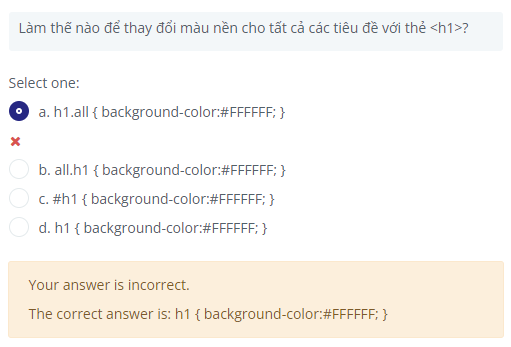 Làm thế nào để thay đổi màu nền cho tất cả các tiêu đề với thẻ <h1>?
Select one:
a. h1.all { background-color:#FFFFFF; }
b. all.h1 { background-color:#FFFFFF; }
c. #h1 { background-color:#FFFFFF; }
d. h1 { background-color:#FFFFFF; }
Your answer is incorrect.
The correct answer is: h1 { background-color:#FFFFFF; }